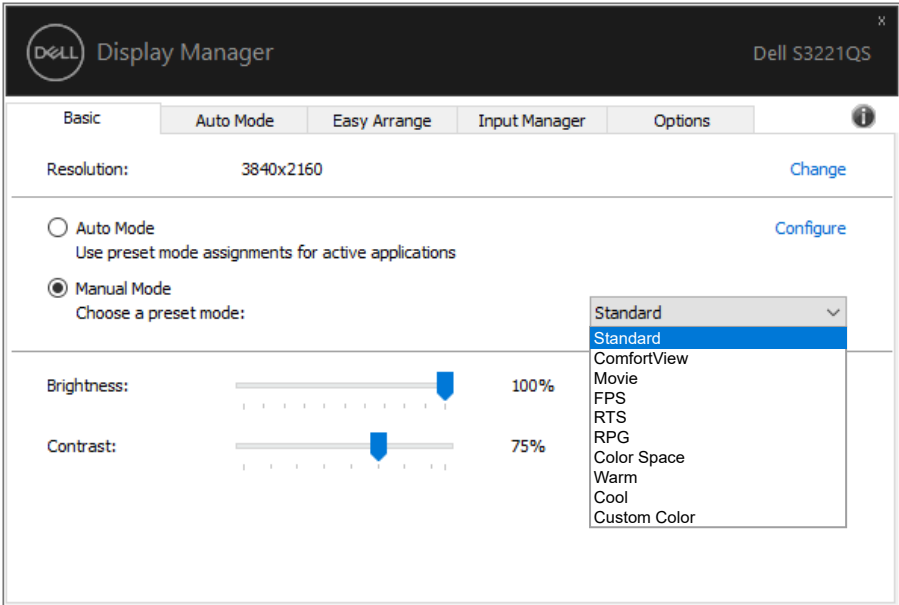 x
DELL Display Manager
Dell S3221QS
Basic Auto Mode Easy Arrange Input Manager Options
Resolution: 3840x2160 Change
Auto Mode Configure
Use preset mode assignments for active applications
Manual Mode
Choose a preset mode: Standard
Standard
ComfortView
Movie
FPS
RTS
RPG
Color Space
Warm
Cool
Custom Color
Brightness: 100%
Contrast: 75%